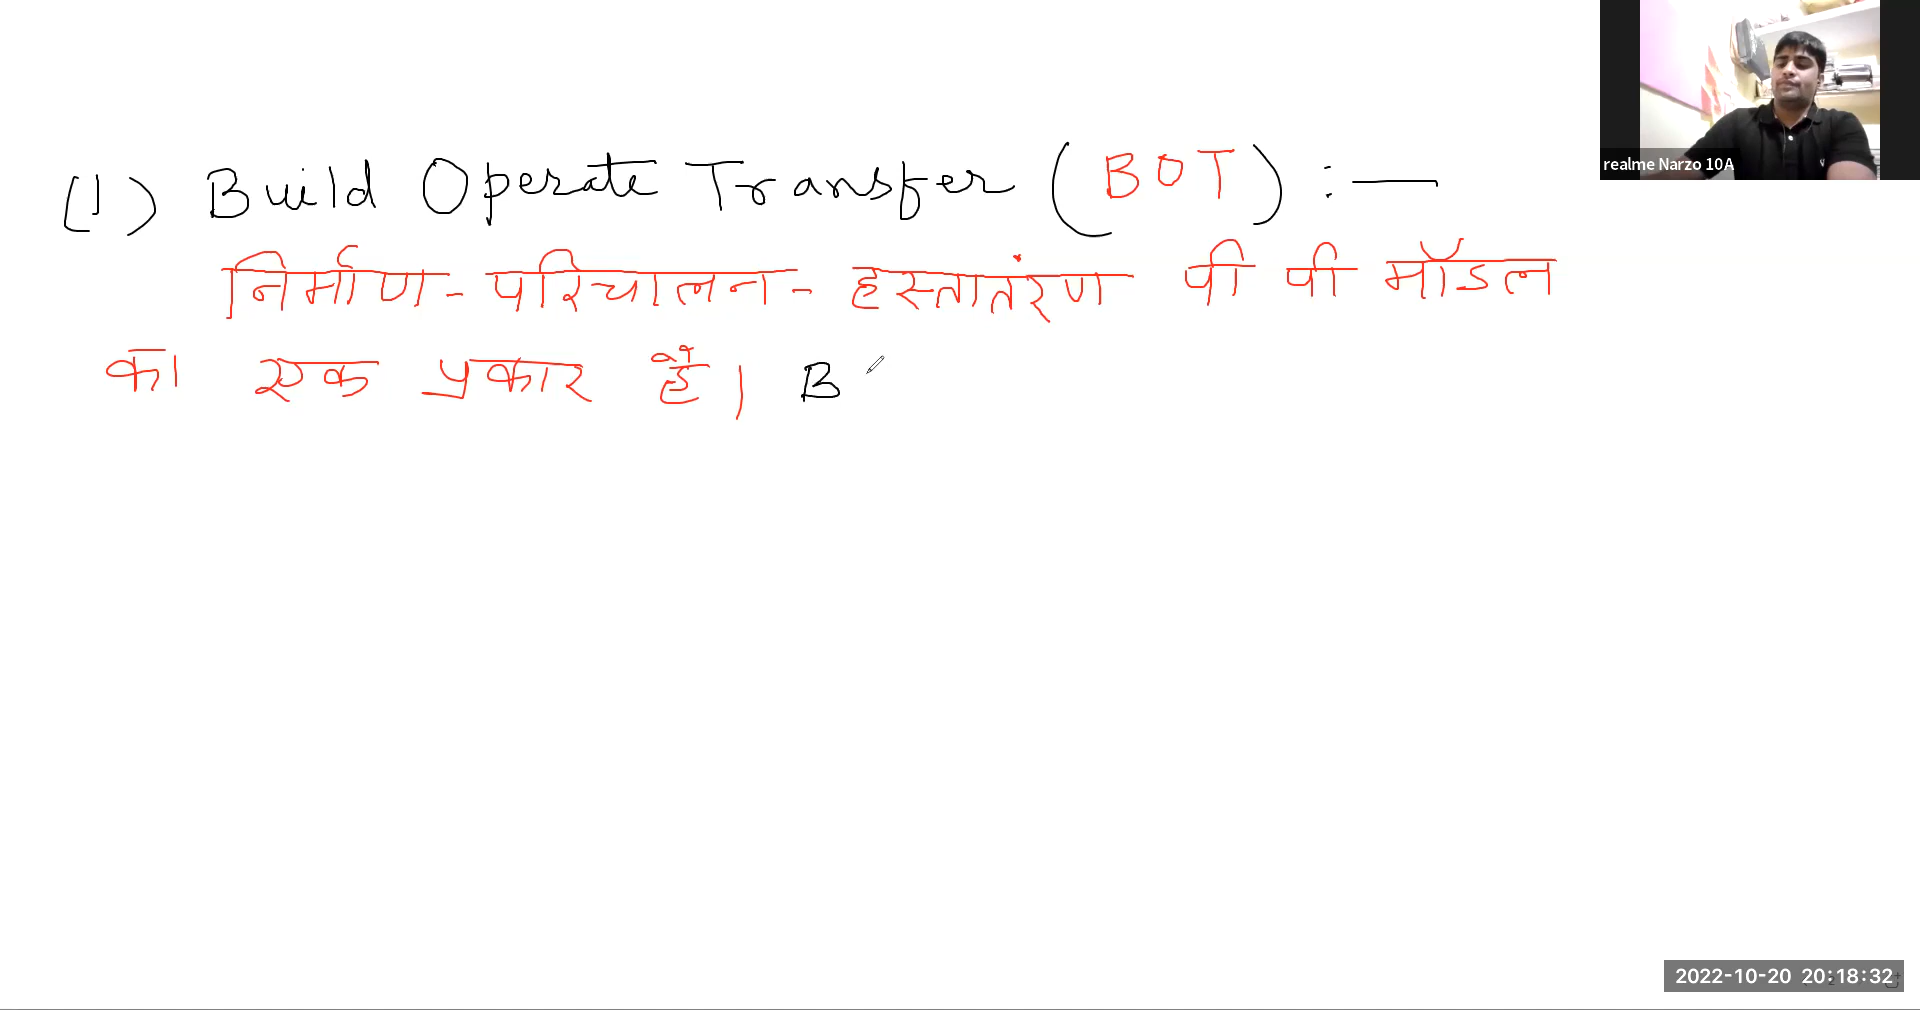 (1) Build Operate Transfer (BOT) :—
निर्माण - परिचालन - हस्तातंरण पी पी मॉडल
का एक प्रकार है। B
realme Narzo 10A
2022-10-20 20:18:32